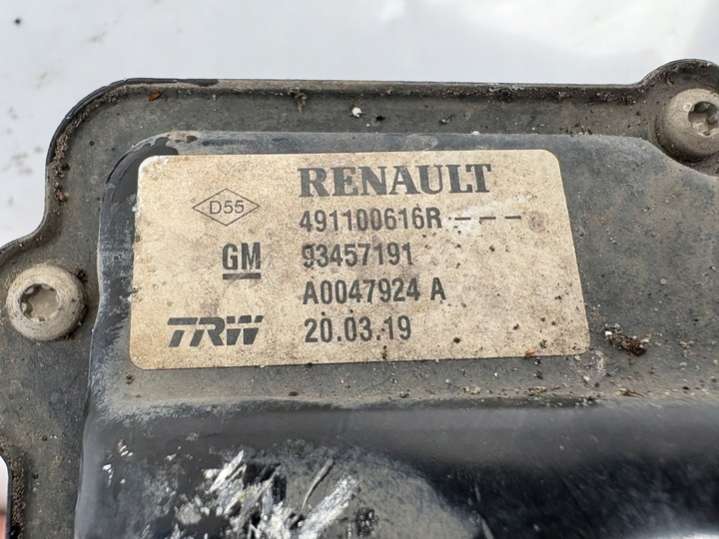 RENAULT
D55 491100616R - - -
GM 93457191
A0047924 A
TRW 20.03.19